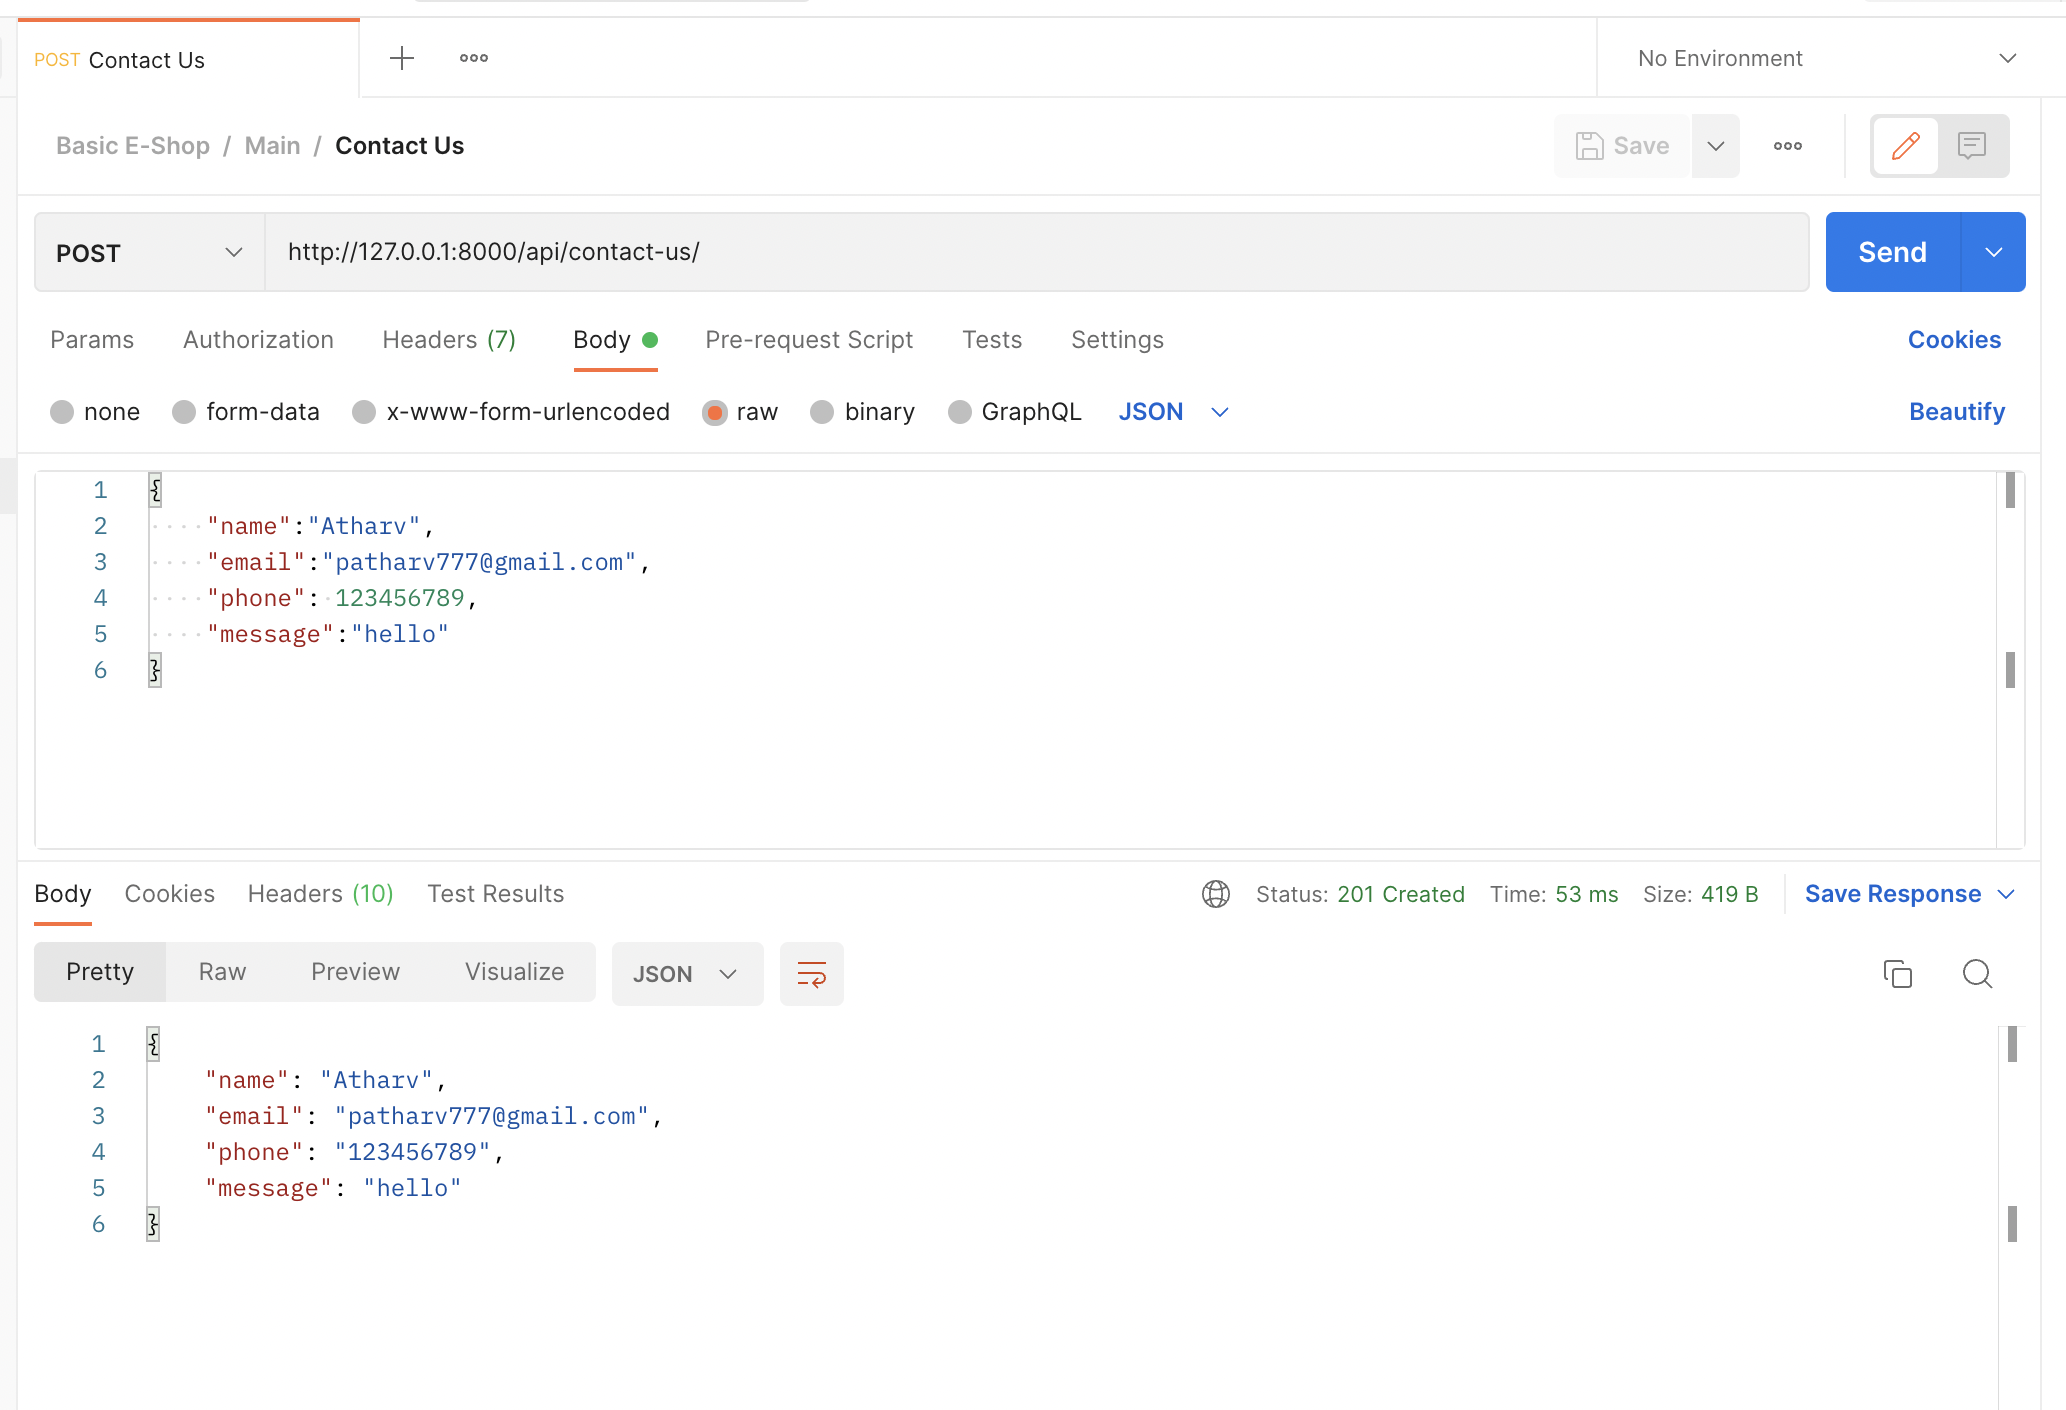 POST Contact Us
No Environment
Basic E-Shop / Main / Contact Us
Save
POST
http://127.0.0.1:8000/api/contact-us/
Send
Params Authorization Headers (7) Body Pre-request Script Tests Settings Cookies
none form-data x-www-form-urlencoded raw binary GraphQL JSON Beautify
1 {
2 "name":"Atharv",
3 "email":"patharv777@gmail.com",
4 "phone": 123456789,
5 "message":"hello"
6 }
Body Cookies Headers (10) Test Results Status: 201 Created Time: 53 ms Size: 419 B Save Response
Pretty Raw Preview Visualize JSON
1 {
2 "name": "Atharv",
3 "email": "patharv777@gmail.com",
4 "phone": "123456789",
5 "message": "hello"
6 }